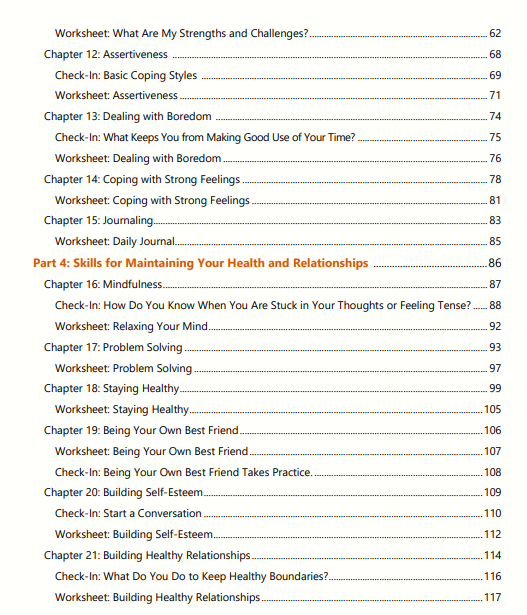 Worksheet: What Are My Strengths and Challenges? 62
Chapter 12: Assertiveness 68
Check-In: Basic Coping Styles 69
Worksheet: Assertiveness 71
Chapter 13: Dealing with Boredom 74
Check-In: What Keeps You from Making Good Use of Your Time? 75
Worksheet: Dealing with Boredom 76
Chapter 14: Coping with Strong Feelings 78
Worksheet: Coping with Strong Feelings 81
Chapter 15: Journaling 83
Worksheet: Daily Journal 85
Part 4: Skills for Maintaining Your Health and Relationships 86
Chapter 16: Mindfulness 87
Check-In: How Do You Know When You Are Stuck in Your Thoughts or Feeling Tense? 88
Worksheet: Relaxing Your Mind 92
Chapter 17: Problem Solving 93
Worksheet: Problem Solving 97
Chapter 18: Staying Healthy 99
Worksheet: Staying Healthy 105
Chapter 19: Being Your Own Best Friend 106
Worksheet: Being Your Own Best Friend 107
Check-In: Being Your Own Best Friend Takes Practice. 108
Chapter 20: Building Self-Esteem 109
Check-In: Start a Conversation 110
Worksheet: Building Self-Esteem 112
Chapter 21: Building Healthy Relationships 114
Check-In: What Do You Do to Keep Healthy Boundaries? 116
Worksheet: Building Healthy Relationships 117